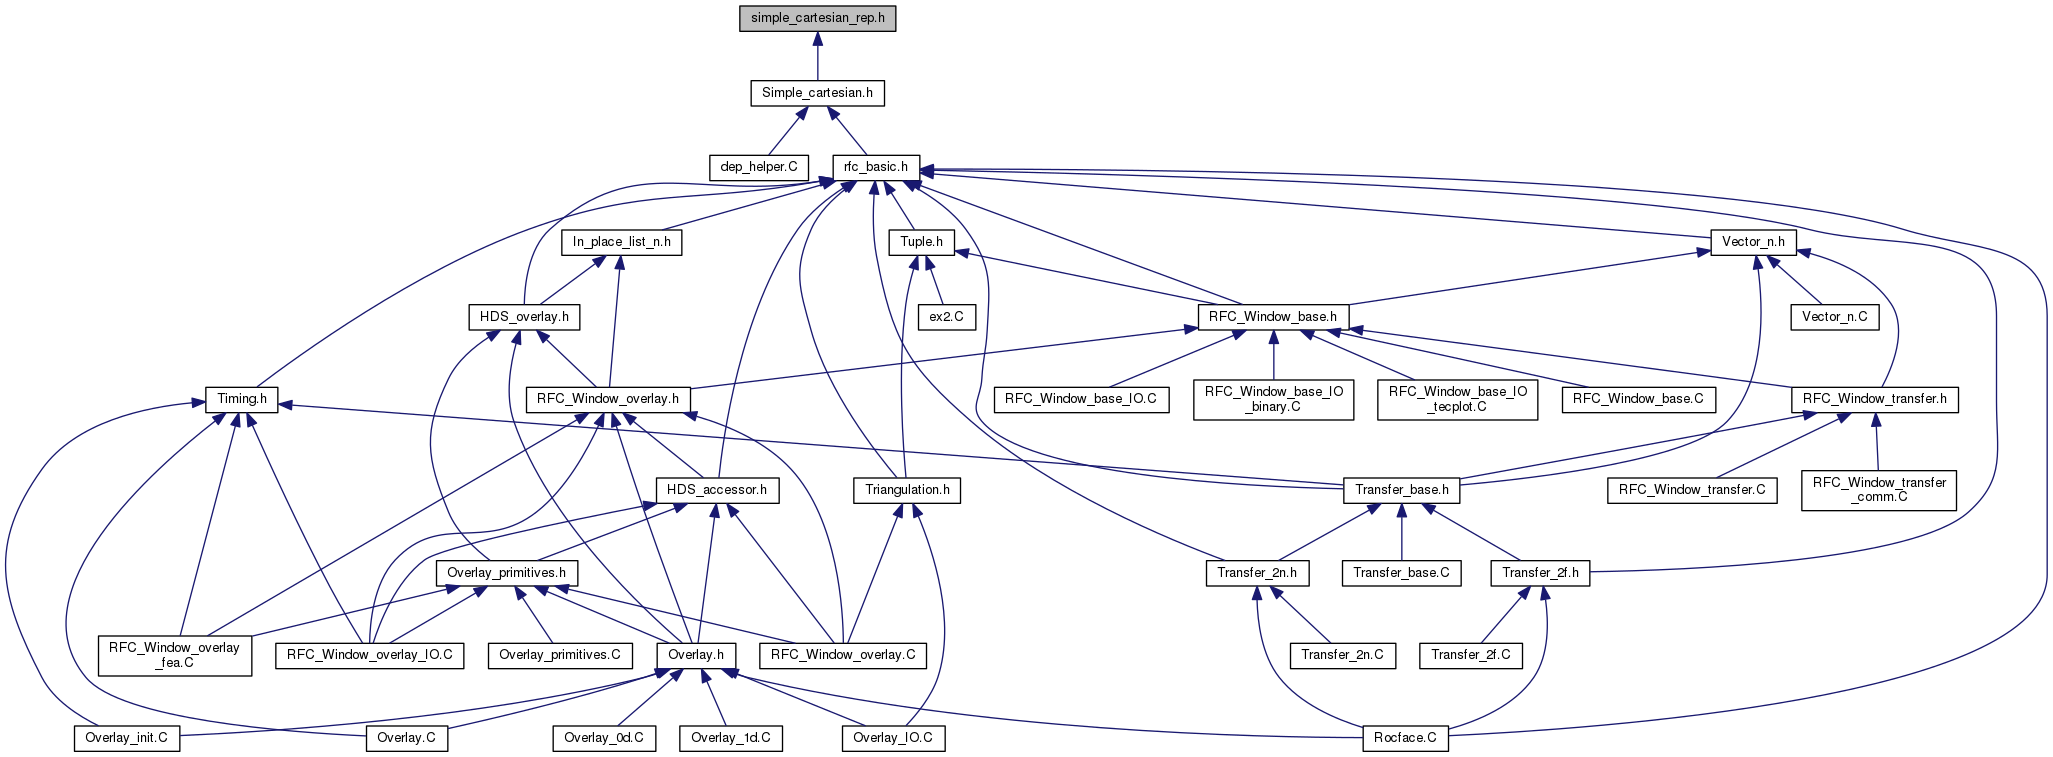 simple_cartesian_rep.h
Simple_cartesian.h
dep_helper.C
rfc_basic.h
In_place_list_n.h
Tuple.h
Vector_n.h
HDS_overlay.h
ex2.C
RFC_Window_base.h
Vector_n.C
Timing.h
RFC_Window_overlay.h
RFC_Window_base_IO.C
RFC_Window_base_IO
_binary.C
RFC_Window_base_IO
_tecplot.C
RFC_Window_base.C
RFC_Window_transfer.h
HDS_accessor.h
Triangulation.h
Transfer_base.h
RFC_Window_transfer.C
RFC_Window_transfer
_comm.C
Overlay_primitives.h
Transfer_2n.h
Transfer_base.C
Transfer_2f.h
RFC_Window_overlay
_fea.C
RFC_Window_overlay_IO.C
Overlay_primitives.C
Overlay.h
RFC_Window_overlay.C
Transfer_2n.C
Transfer_2f.C
Overlay_init.C
Overlay.C
Overlay_0d.C
Overlay_1d.C
Overlay_IO.C
Rocface.C